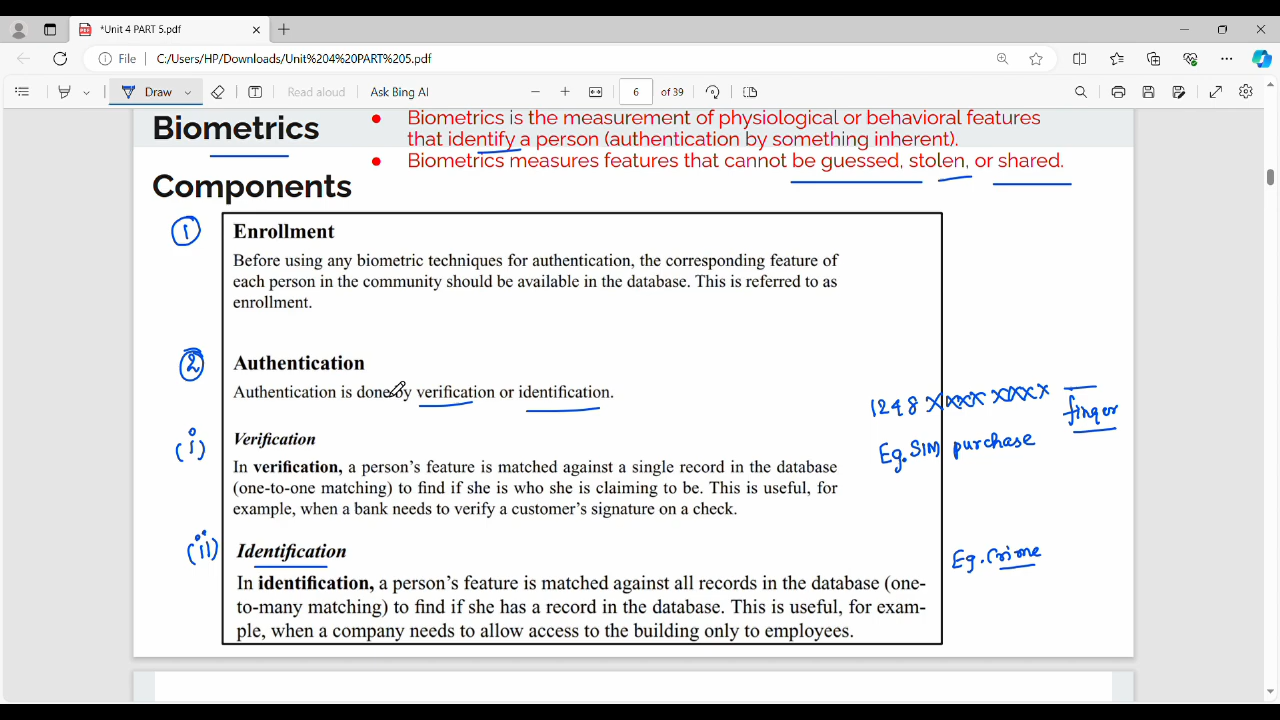 *Unit 4 PART 5.pdf
File C:/Users/HP/Downloads/Unit%204%20PART%205.pdf
Draw Read aloud Ask Bing AI 6 of 39
Biometrics
● Biometrics is the measurement of physiological or behavioral features
that identify a person (authentication by something inherent).
● Biometrics measures features that cannot be guessed, stolen, or shared.
Components
1 Enrollment
Before using any biometric techniques for authentication, the corresponding feature of
each person in the community should be available in the database. This is referred to as
enrollment.
2 Authentication
Authentication is done by verification or identification.
1248 XXXX XXXX
finger
(i) Verification
Eg. SIM purchase
In verification, a person's feature is matched against a single record in the database
(one-to-one matching) to find if she is who she is claiming to be. This is useful, for
example, when a bank needs to verify a customer's signature on a check.
(ii) Identification
Eg. Crime
In identification, a person's feature is matched against all records in the database (one-
to-many matching) to find if she has a record in the database. This is useful, for exam-
ple, when a company needs to allow access to the building only to employees.